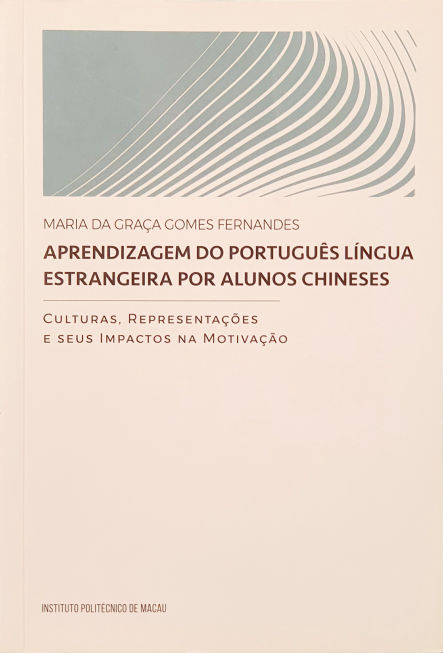 MARIA DA GRAÇA GOMES FERNANDES
APRENDIZAGEM DO PORTUGUÊS LÍNGUA
ESTRANGEIRA POR ALUNOS CHINESES
CULTURAS, REPRESENTAÇÕES
E SEUS IMPACTOS NA MOTIVAÇÃO
INSTITUTO POLITÉCNICO DE MACAU